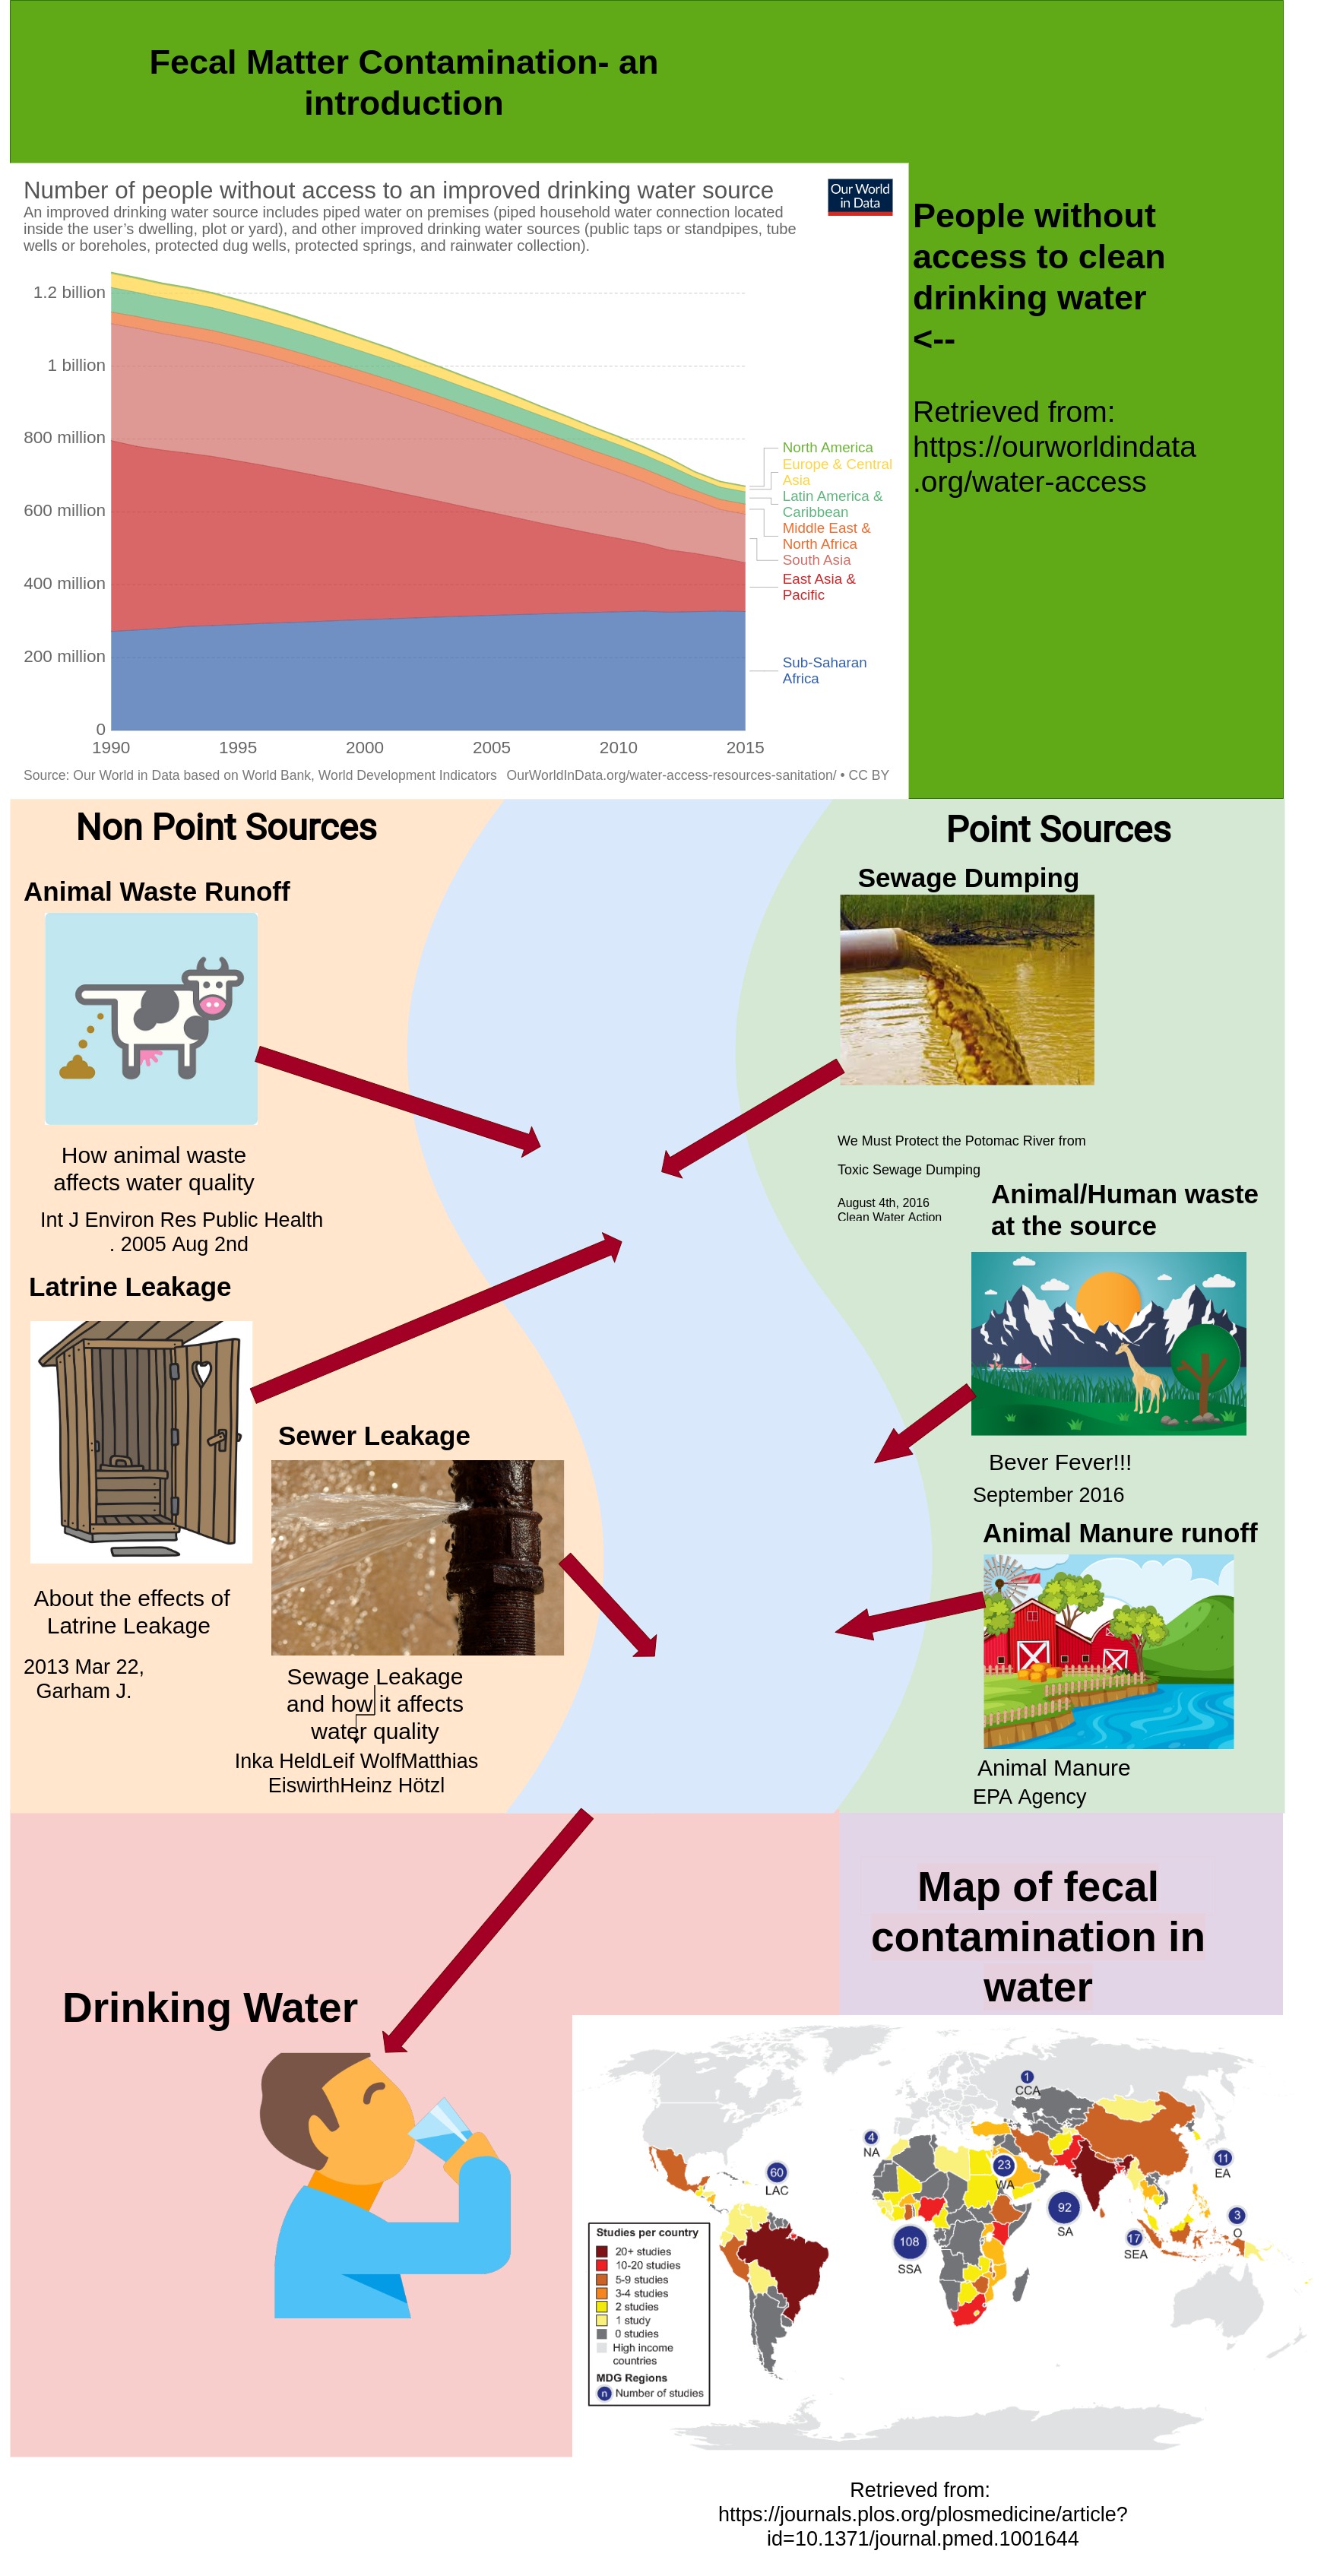 Fecal Matter Contamination- an
introduction
Number of people without access to an improved drinking water source
An improved drinking water source includes piped water on premises (piped household water connection located
inside the user's dwelling, plot or yard), and other improved drinking water sources (public taps or standpipes, tube
wells or boreholes, protected dug wells, protected springs, and rainwater collection).
Our World
in Data
1.2 billion
1 billion
800 million
600 million
400 million
200 million
0
1990
1995
2000
2005
2010
2015
North America
Europe & Central
Asia
Latin America &
Caribbean
Middle East &
North Africa
South Asia
East Asia &
Pacific
Sub-Saharan
Africa
Source: Our World in Data based on World Bank, World Development Indicators
OurWorldInData.org/water-access-resources-sanitation/ • CC BY
People without
access to clean
drinking water
<--
Retrieved from:
https://ourworldindata
.org/water-access
Non Point Sources
Animal Waste Runoff
How animal waste
affects water quality
Int J Environ Res Public Health
. 2005 Aug 2nd
Latrine Leakage
About the effects of
Latrine Leakage
2013 Mar 22,
Garham J.
Sewer Leakage
Sewage Leakage
and how it affects
water quality
Inka HeldLeif WolfMatthias
EiswirthHeinz Hötzl
Point Sources
Sewage Dumping
We Must Protect the Potomac River from
Toxic Sewage Dumping
August 4th, 2016
Clean Water Action
Animal/Human waste
at the source
Bever Fever!!!
September 2016
Animal Manure runoff
Animal Manure
EPA Agency
Drinking Water
Map of fecal
contamination in
water
1
CCA
4
NA
60
LAC
23
WA
11
EA
92
SA
3
O
17
SEA
108
SSA
Studies per country
20+ studies
10-20 studies
5-9 studies
3-4 studies
2 studies
1 study
0 studies
High income
countries
MDG Regions
n Number of studies
Retrieved from:
https://journals.plos.org/plosmedicine/article?
id=10.1371/journal.pmed.1001644